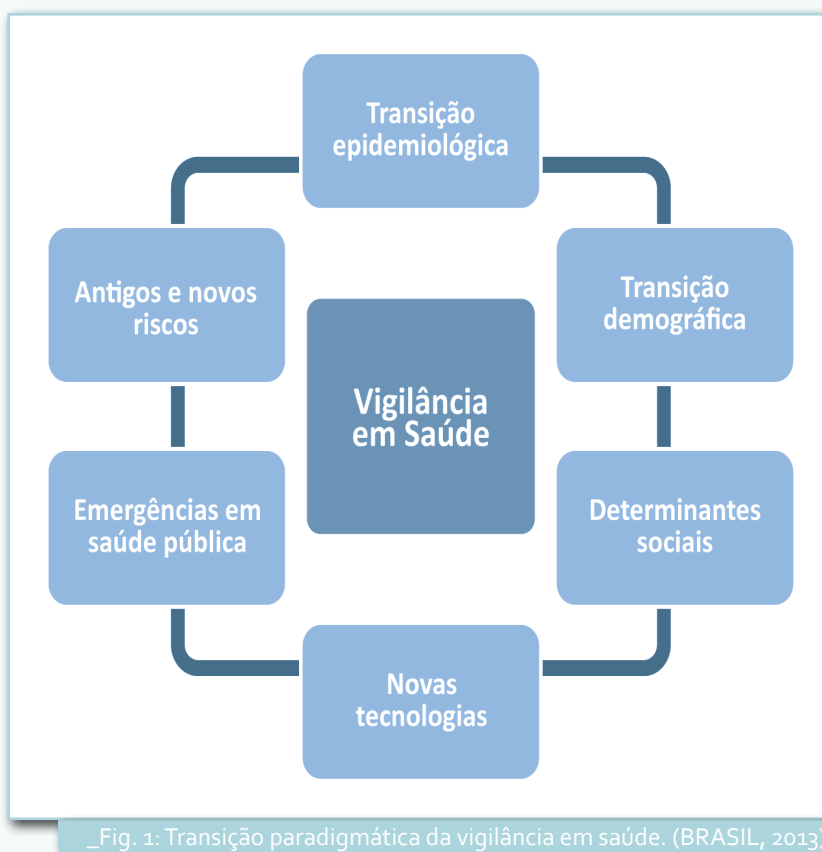 Transição
epidemiológica
Antigos e novos
riscos
Transição
demográfica
Vigilância
em Saúde
Emergências em
saúde pública
Determinantes
sociais
Novas
tecnologias
_Fig. 1: Transição paradigmática da vigilância em saúde. (BRASIL, 2013)